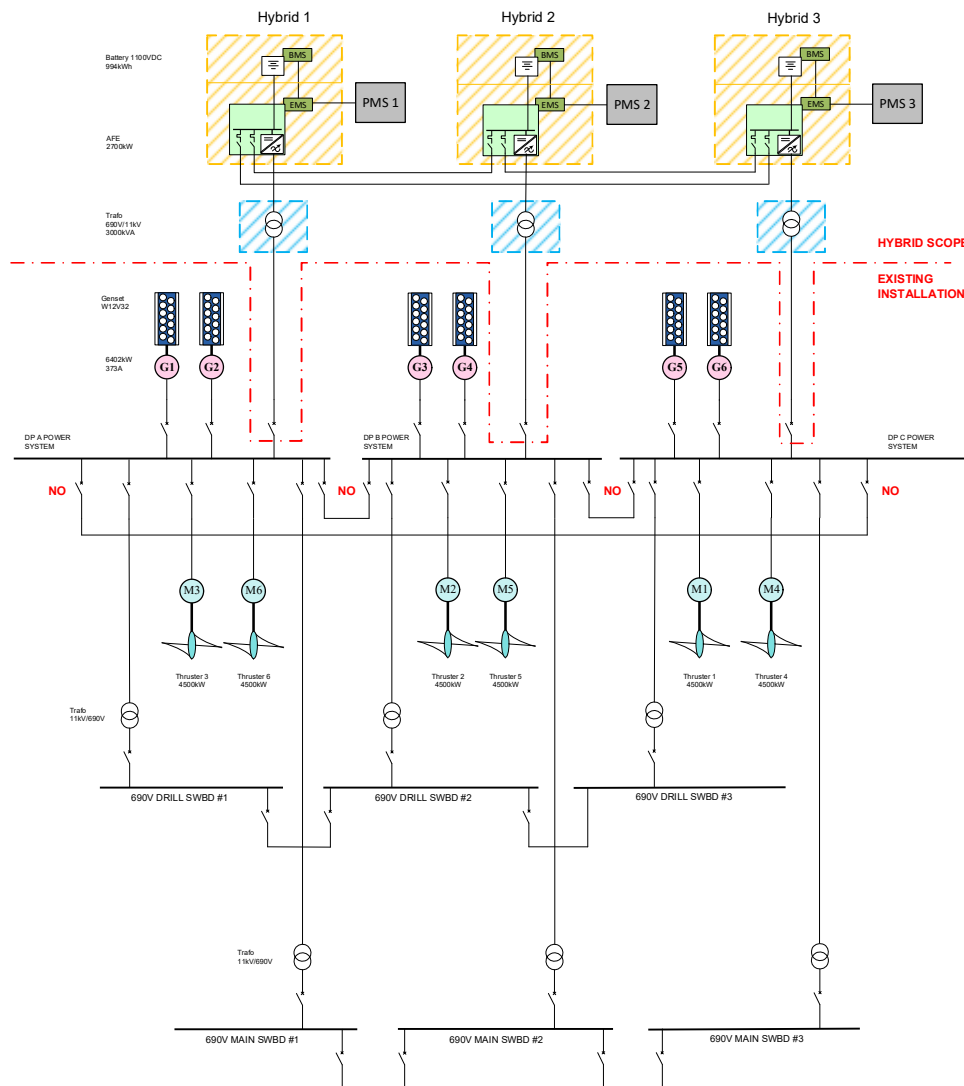 Hybrid 1
Hybrid 2
Hybrid 3
Battery 1100VDC
994kWh
BMS
BMS
BMS
EMS
EMS
EMS
PMS 1
PMS 2
PMS 3
AFE
2700kW
Trafo
690V/11kV
3000kVA
HYBRID SCOPE
EXISTING
INSTALLATION
Genset
W12V32
6402kW
373A
G1
G2
G3
G4
G5
G6
DP A POWER
SYSTEM
DP B POWER
SYSTEM
DP C POWER
SYSTEM
NO
NO
NO
NO
M3
M6
M2
M5
M1
M4
Thruster 3
4500kW
Thruster 6
4500kW
Thruster 2
4500kW
Thruster 5
4500kW
Thruster 1
4500kW
Thruster 4
4500kW
Trafo
11kV/690V
690V DRILL SWBD #1
690V DRILL SWBD #2
690V DRILL SWBD #3
Trafo
11kV/690V
690V MAIN SWBD #1
690V MAIN SWBD #2
690V MAIN SWBD #3